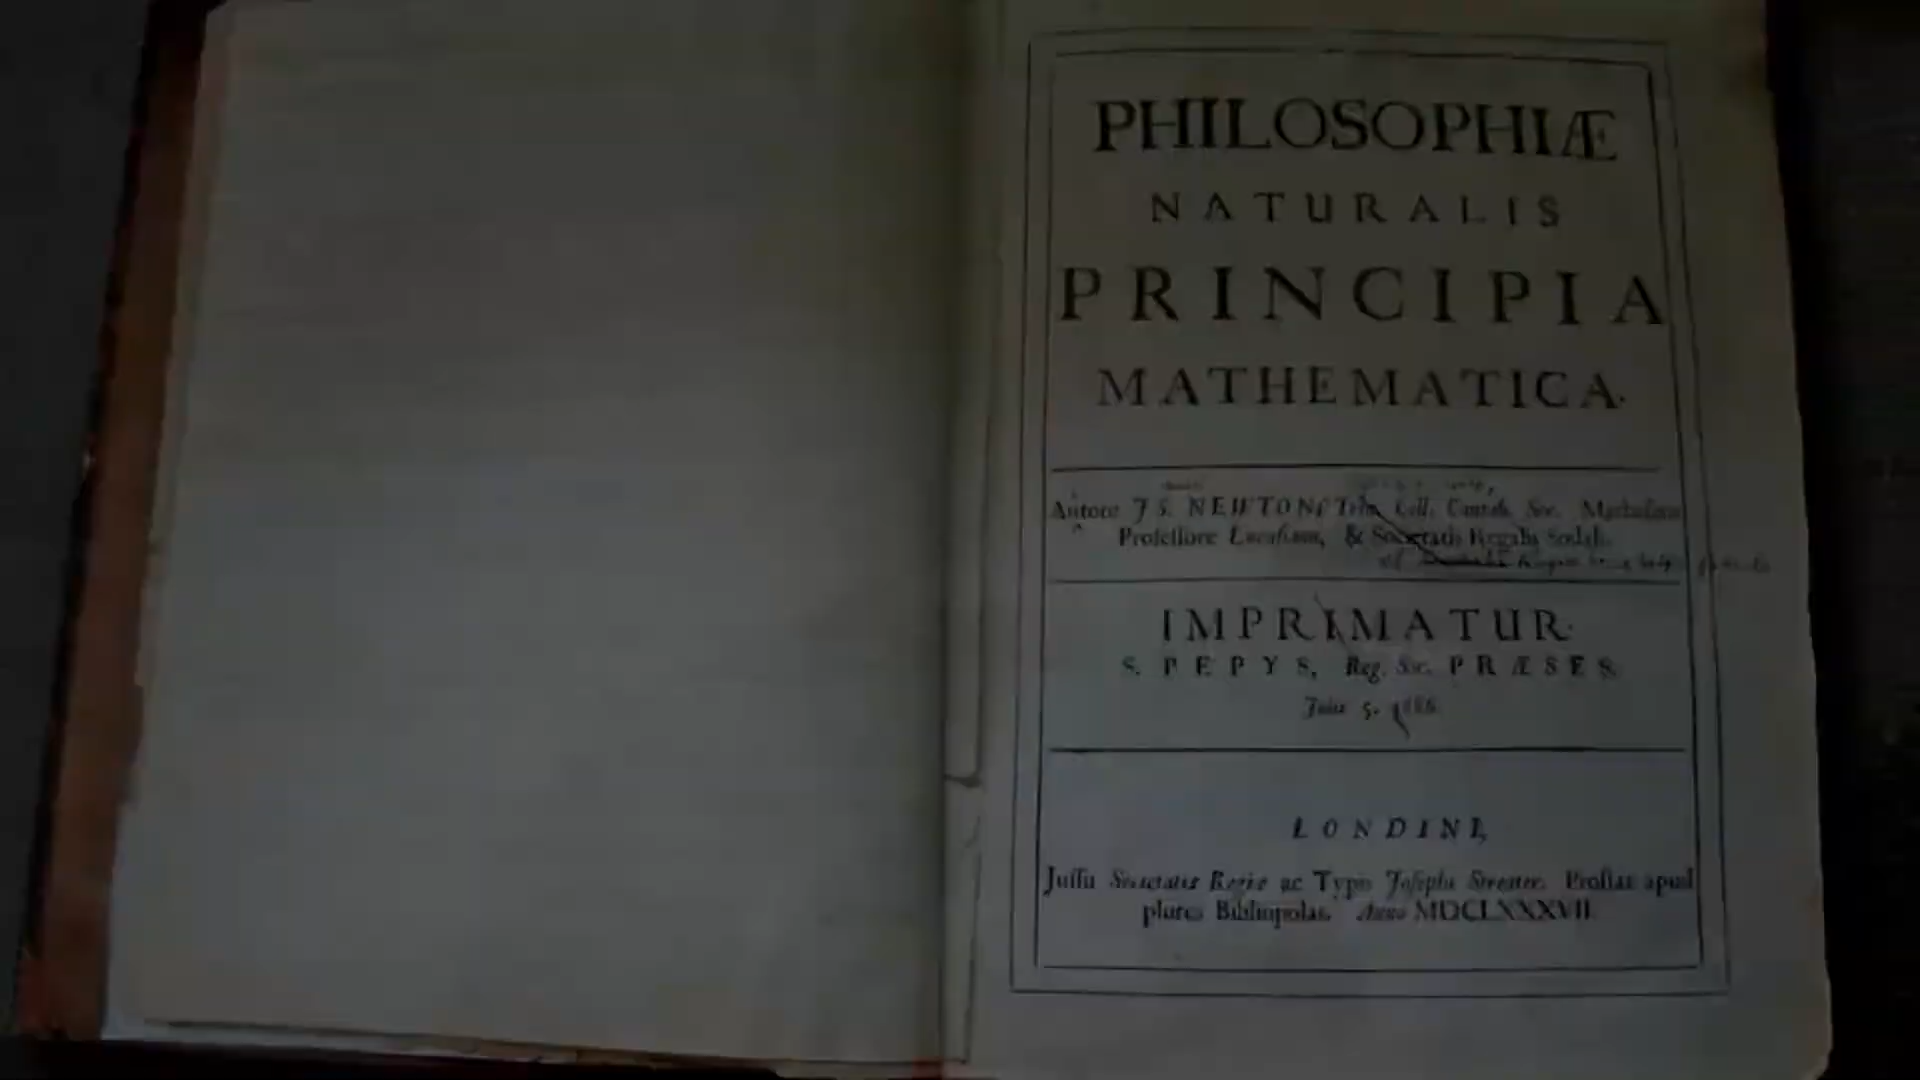 PHILOSOPHIÆ
NATURALIS
PRINCIPIA
MATHEMATICA.
Autore JS. NEWTON, Trin. Coll. Cantab. Soc. Matheseos
Professore Lucasiano, & Societatis Regalis Sodali.
IMPRIMATUR.
S. PEPYS, Reg. Soc. PRÆSES.
Julii 5. 1686.
LONDINI,
Jussu Societatis Regiæ ac Typis Josephi Streater. Prostat apud
plures Bibliopolas. Anno MDCLXXXVII.